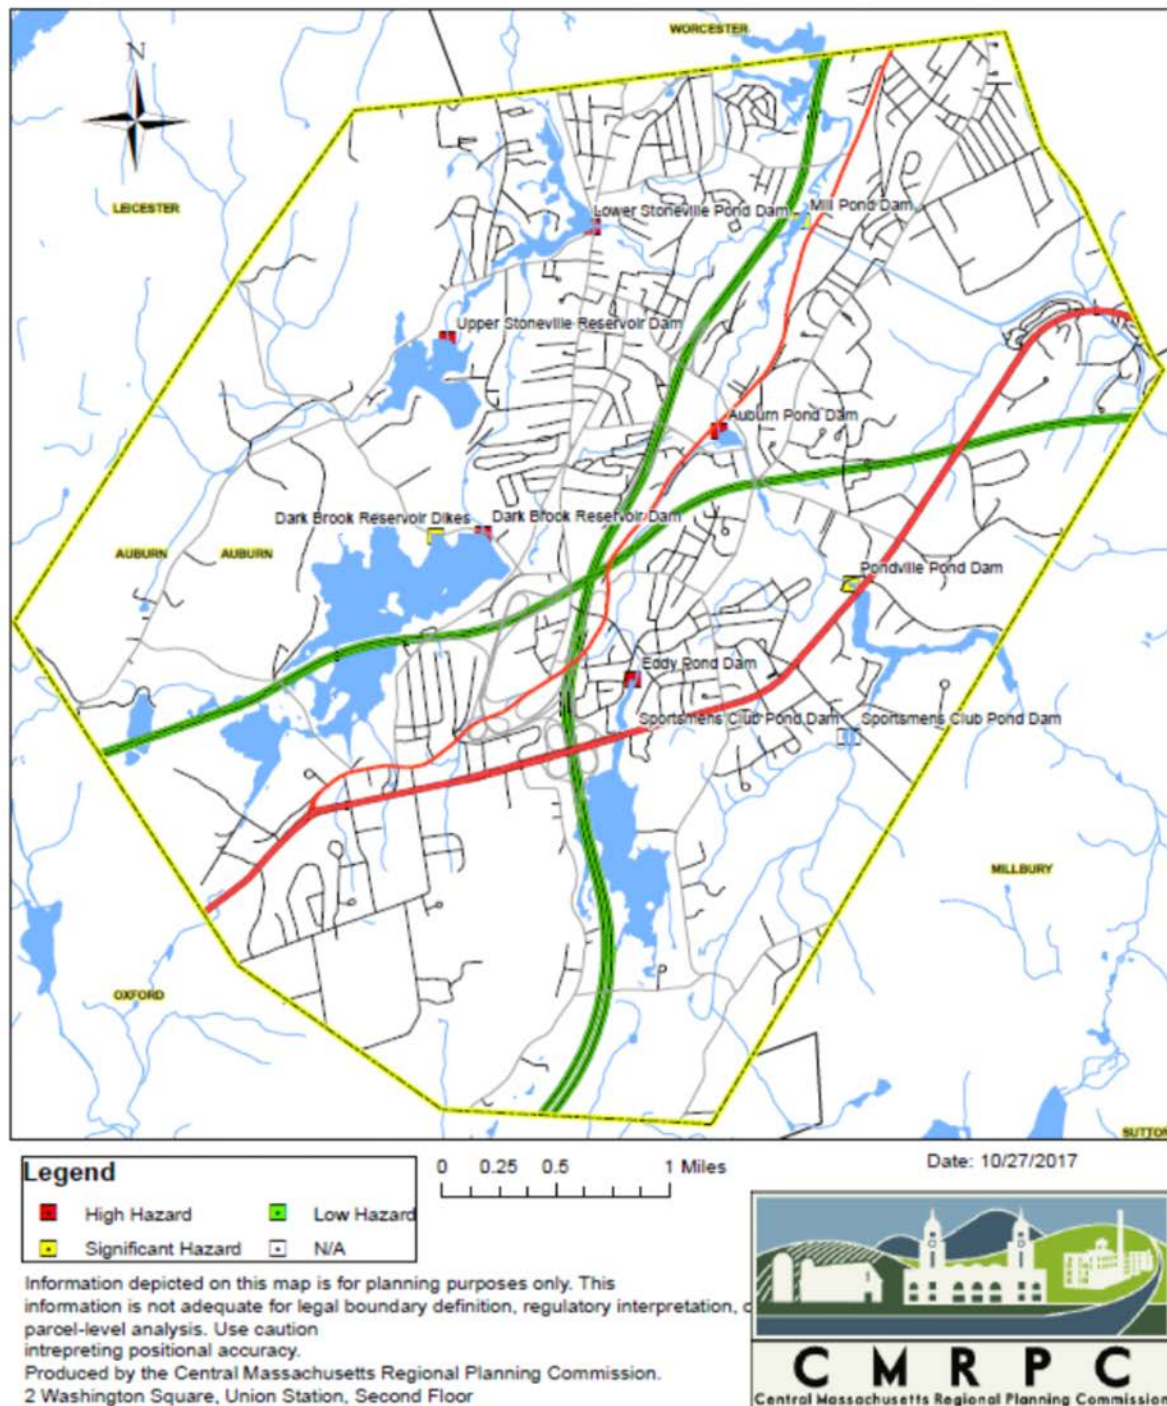 WORCESTER
N
LEICESTER
Lower Stoneville Pond Dam
Mill Pond Dam
Upper Stoneville Reservoir Dam
Auburn Pond Dam
Dark Brook Reservoir Dikes
Dark Brook Reservoir Dam
AUBURN
AUBURN
Pondville Pond Dam
Eddy Pond Dam
Sportsmens Club Pond Dam
Sportsmens Club Pond Dam
MILLBURY
OXFORD
SUTTON
Legend
High Hazard
Low Hazard
Significant Hazard
N/A
0 0.25 0.5 1 Miles
Date: 10/27/2017
Information depicted on this map is for planning purposes only. This
information is not adequate for legal boundary definition, regulatory interpretation, o
parcel-level analysis. Use caution
intrepreting positional accuracy.
Produced by the Central Massachusetts Regional Planning Commission.
2 Washington Square, Union Station, Second Floor
CMRPC
Central Massachusetts Regional Planning Commission